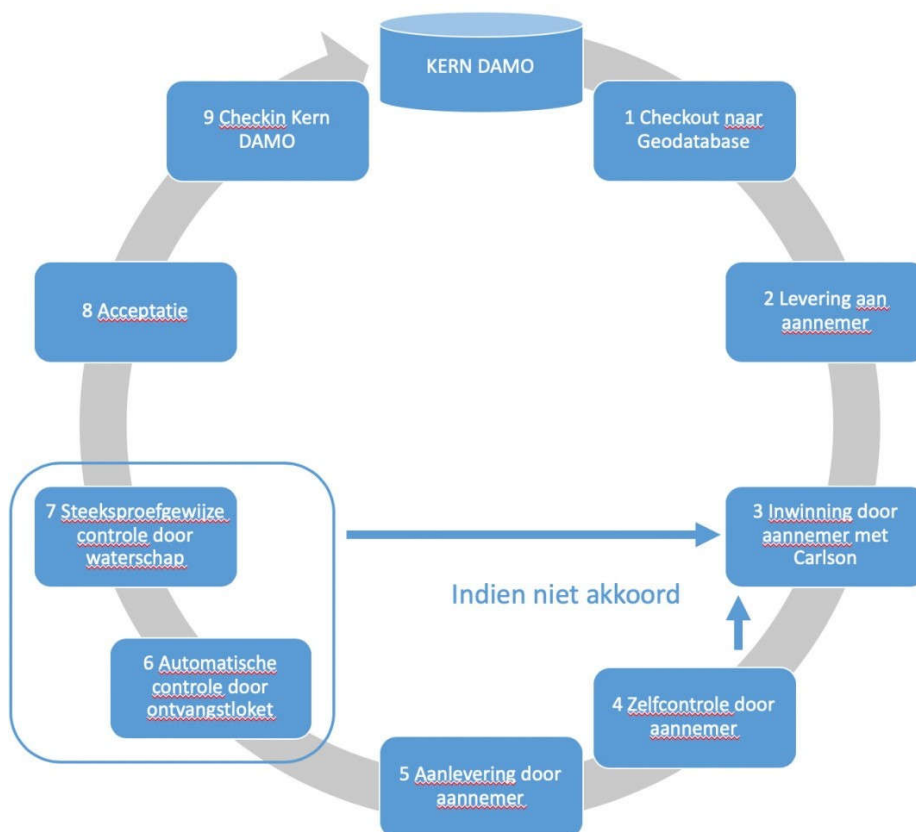 KERN DAMO
1 Checkout naar
Geodatabase
2 Levering aan
aannemer
3 Inwinning door
aannemer met
Carlson
4 Zelfcontrole door
aannemer
5 Aanlevering door
aannemer
6 Automatische
controle door
ontvangstloket
7 Steeksproefgewijze
controle door
waterschap
8 Acceptatie
9 Checkin Kern
DAMO
Indien niet akkoord